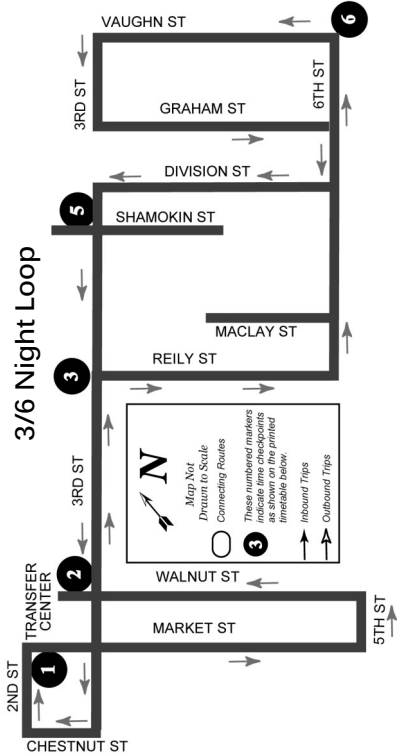 3/6 Night Loop
VAUGHN ST
6
3RD ST
6TH ST
GRAHAM ST
DIVISION ST
5
SHAMOKIN ST
MACLAY ST
REILY ST
3
3RD ST
N
Map Not
Drawn to Scale
Connecting Routes
3
These numbered markers
indicate time checkpoints
as shown on the printed
timetable below.
Inbound Trips
Outbound Trips
2
WALNUT ST
TRANSFER
CENTER
MARKET ST
5TH ST
1
2ND ST
CHESTNUT ST